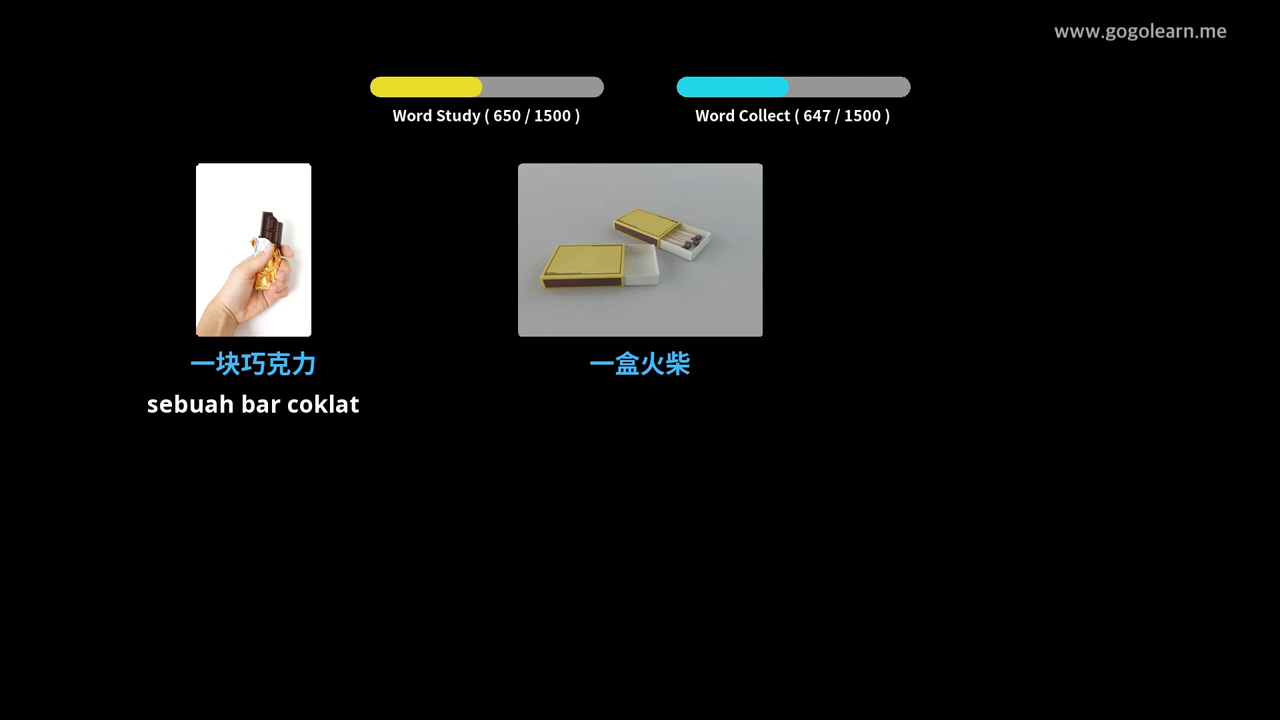 www.gogolearn.me
Word Study ( 650 / 1500 )
Word Collect ( 647 / 1500 )
一块巧克力
一盒火柴
sebuah bar coklat